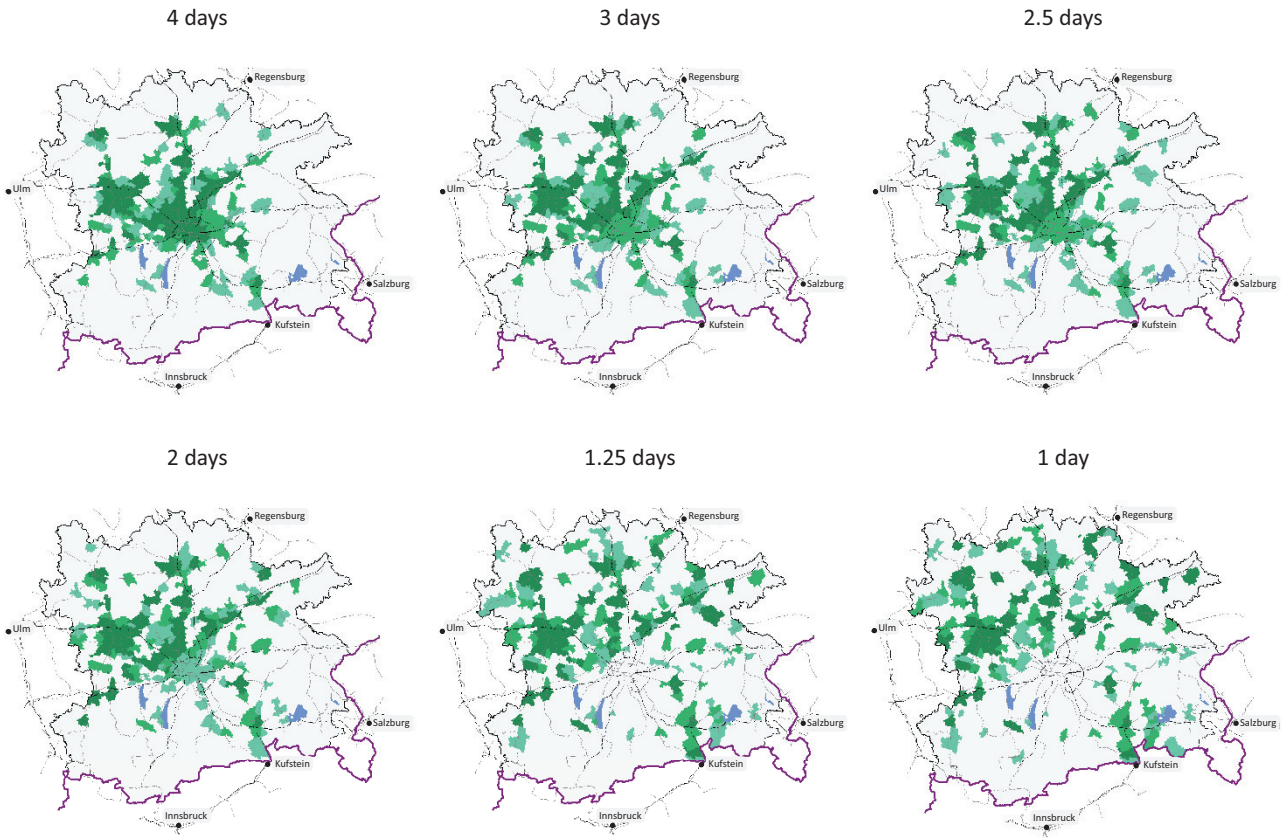 4 days
3 days
2.5 days
Regensburg
Regensburg
Regensburg
Ulm
Ulm
Ulm
Salzburg
Salzburg
Salzburg
Kufstein
Kufstein
Kufstein
Innsbruck
Innsbruck
Innsbruck
2 days
1.25 days
1 day
Regensburg
Regensburg
Regensburg
Ulm
Ulm
Ulm
Salzburg
Salzburg
Salzburg
Kufstein
Kufstein
Kufstein
Innsbruck
Innsbruck
Innsbruck